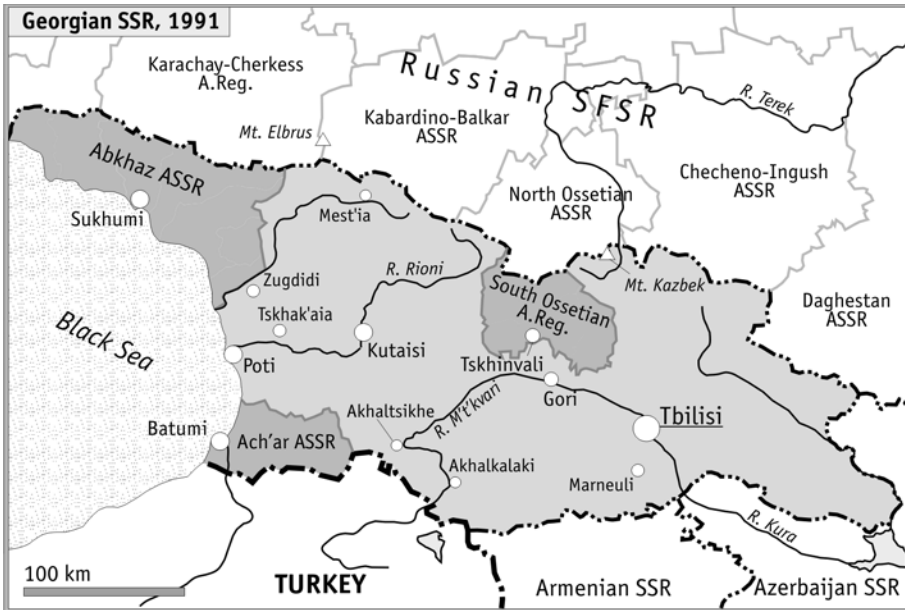 Georgian SSR, 1991
Karachay-Cherkess
A.Reg.
Russian SFSR
R. Terek
Mt. Elbrus
Kabardino-Balkar
ASSR
Abkhaz ASSR
Checheno-Ingush
ASSR
North Ossetian
ASSR
Sukhumi
Mest'ia
Zugdidi
R. Rioni
Mt. Kazbek
South Ossetian
A.Reg.
Daghestan
ASSR
Black Sea
Tskhak'aia
Kutaisi
Poti
Tskhinvali
Gori
R. M't'kvari
Akhaltsikhe
Tbilisi
Batumi
Ach'ar ASSR
Akhalkalaki
Marneuli
R. Kura
100 km
TURKEY
Armenian SSR
Azerbaijan SSR